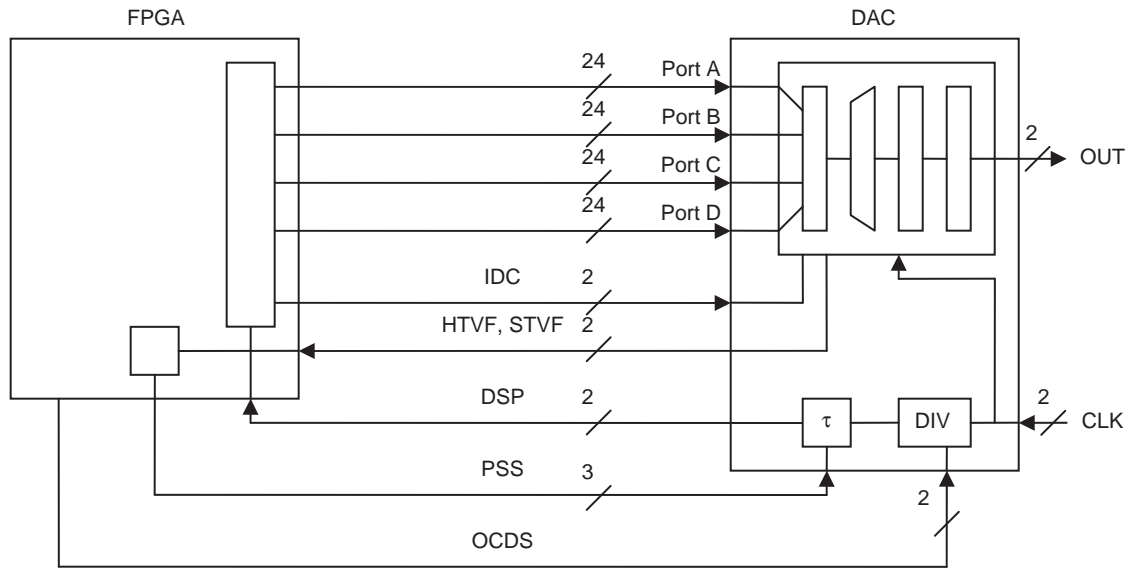 FPGA
DAC
24
Port A
24
Port B
24
Port C
24
Port D
2
OUT
IDC
2
HTVF, STVF
2
DSP
2
τ
DIV
2
CLK
PSS
3
2
OCDS